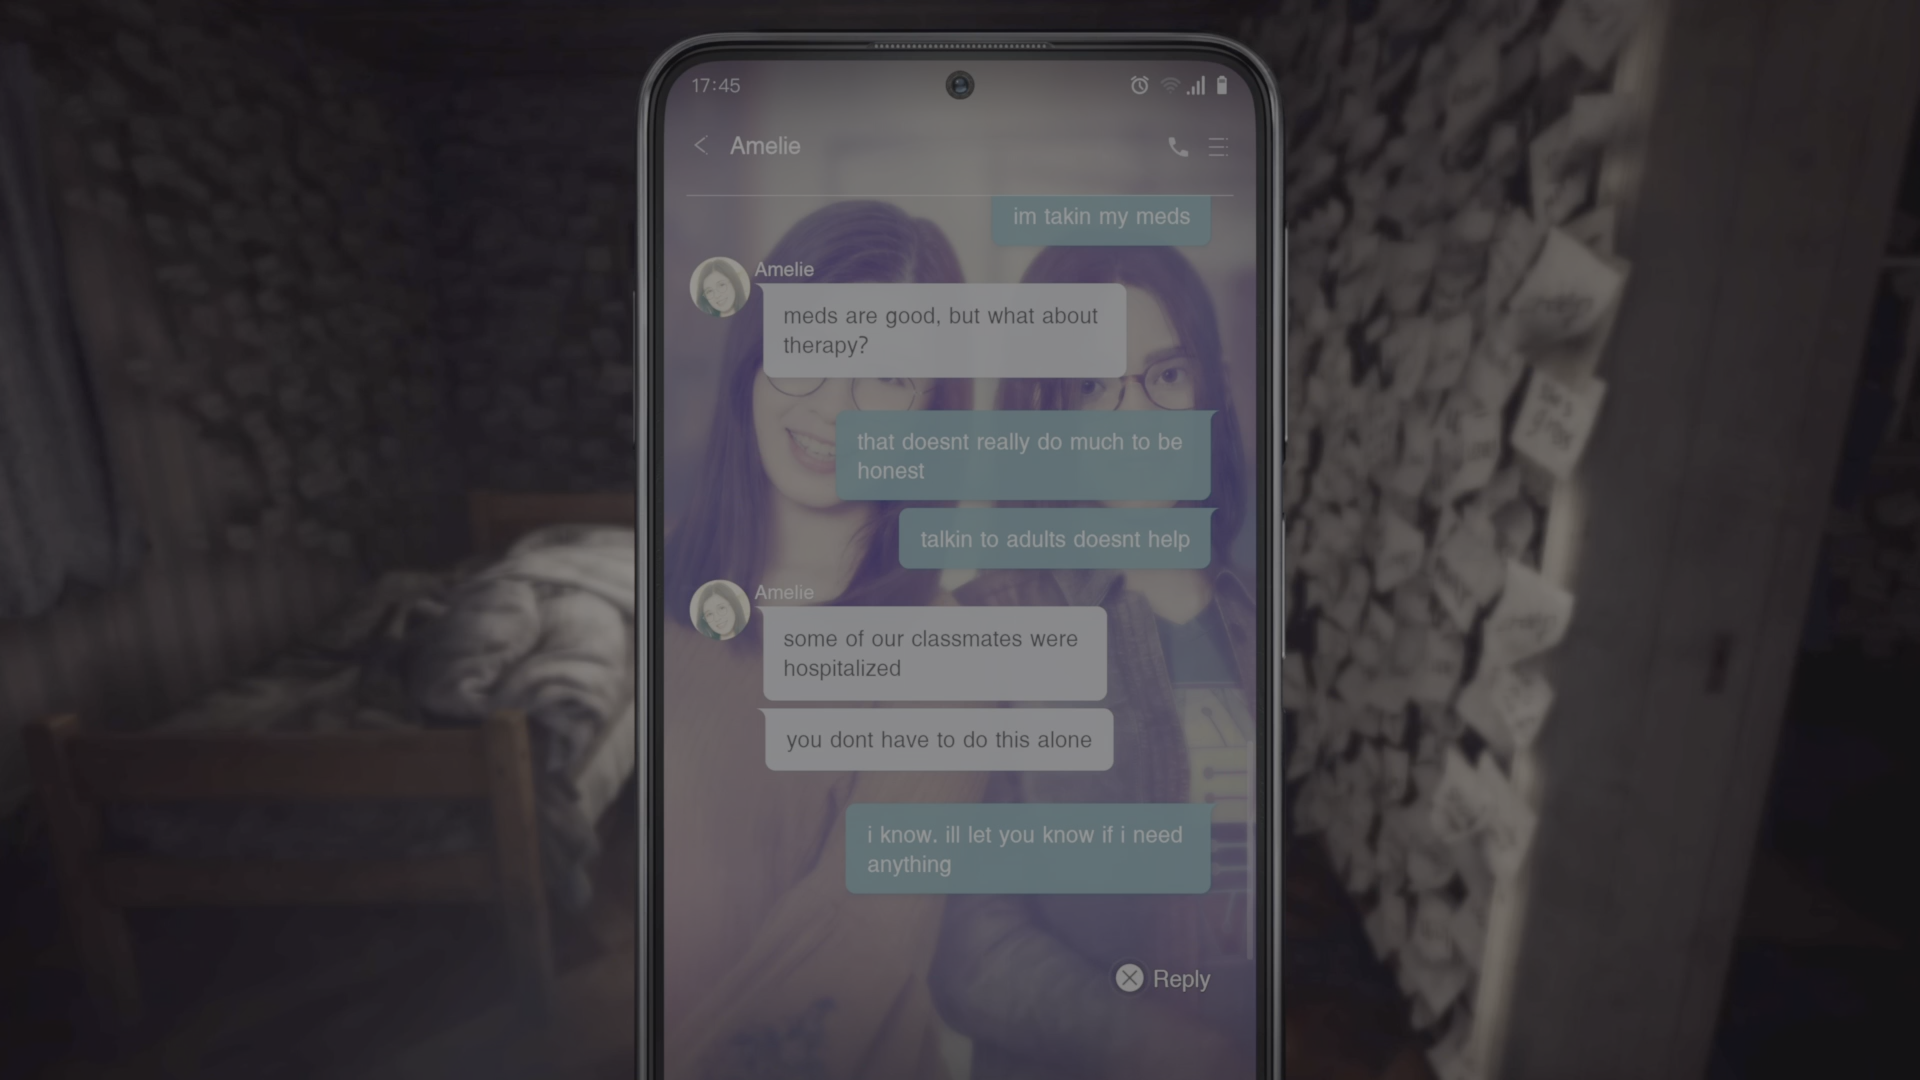 17:45
Amelie
im takin my meds
Amelie
meds are good, but what about
therapy?
that doesnt really do much to be
honest
talkin to adults doesnt help
Amelie
some of our classmates were
hospitalized
you dont have to do this alone
i know. ill let you know if i need
anything
Reply